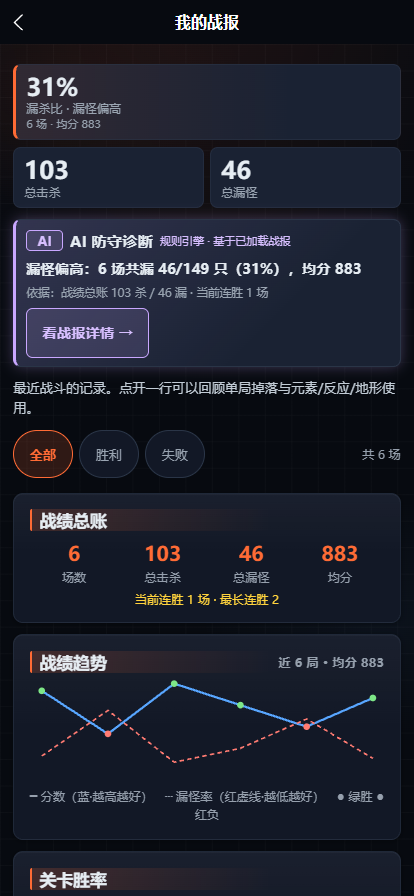 我的战报
31%
漏杀比 · 漏怪偏高
6 场 · 均分 883
103
总击杀
46
总漏怪
AI AI 防守诊断 规则引擎 · 基于已加载战报
漏怪偏高：6 场共漏 46/149 只（31%），均分 883
依据：战绩总账 103 杀 / 46 漏 · 当前连胜 1 场
看战报详情 →
最近战斗的记录。点开一行可以回顾单局掉落与元素/反应/地形使
用。
全部 胜利 失败 共 6 场
战绩总账
6 103 46 883
场数 总击杀 总漏怪 均分
当前连胜 1 场 · 最长连胜 2
战绩趋势 近 6 局 · 均分 883
━ 分数（蓝·越高越好） ┄ 漏怪率（红虚线·越低越好） ● 绿胜 ●
红负
关卡胜率